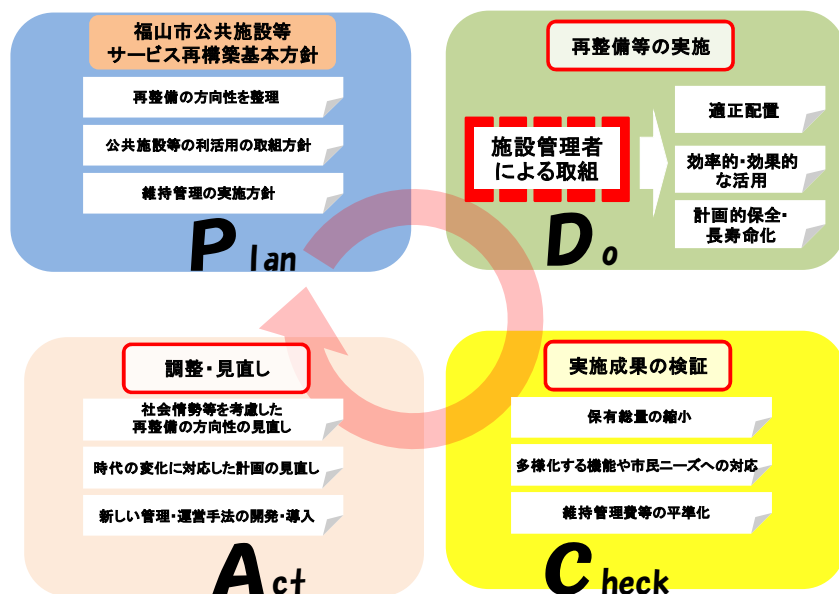 福山市公共施設等
サービス再構築基本方針
再整備の方向性を整理
公共施設等の利活用の取組方針
維持管理の実施方針
Plan
再整備等の実施
施設管理者
による取組
適正配置
効率的・効果的
な活用
計画的保全・
長寿命化
Do
調整・見直し
社会情勢等を考慮した
再整備の方向性の見直し
時代の変化に対応した計画の見直し
新しい管理・運営手法の開発・導入
Act
実施成果の検証
保有総量の縮小
多様化する機能や市民ニーズへの対応
維持管理費等の平準化
Check